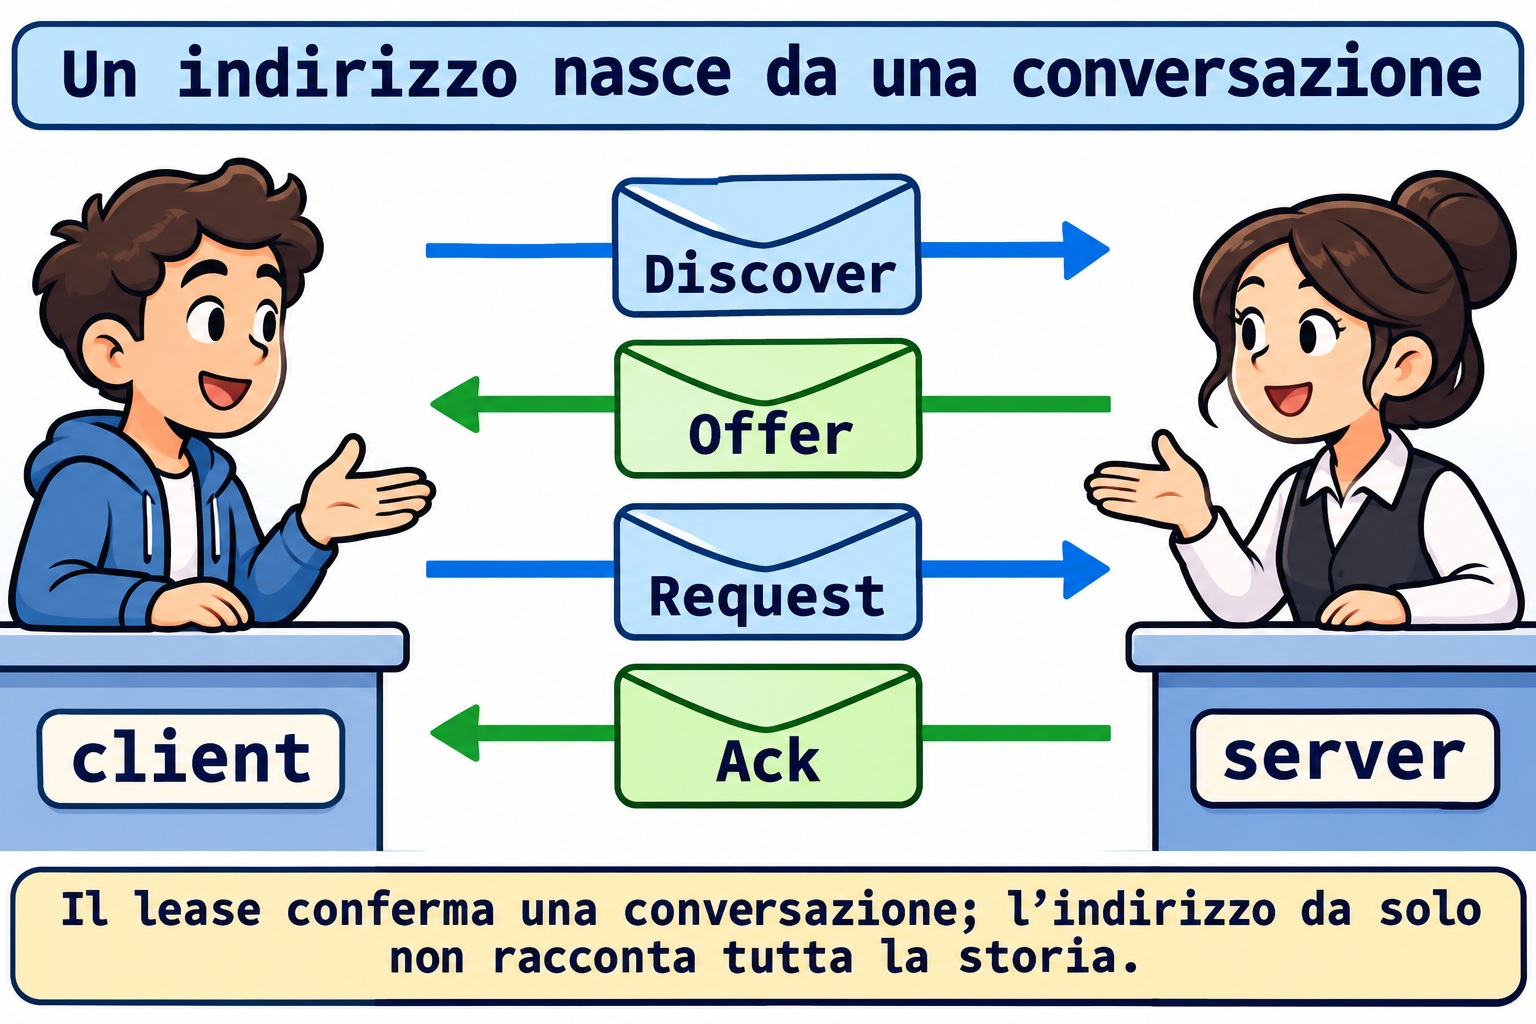 Un indirizzo nasce da una conversazione
Discover
Offer
Request
Ack
client
server
Il lease conferma una conversazione; l’indirizzo da solo
non racconta tutta la storia.